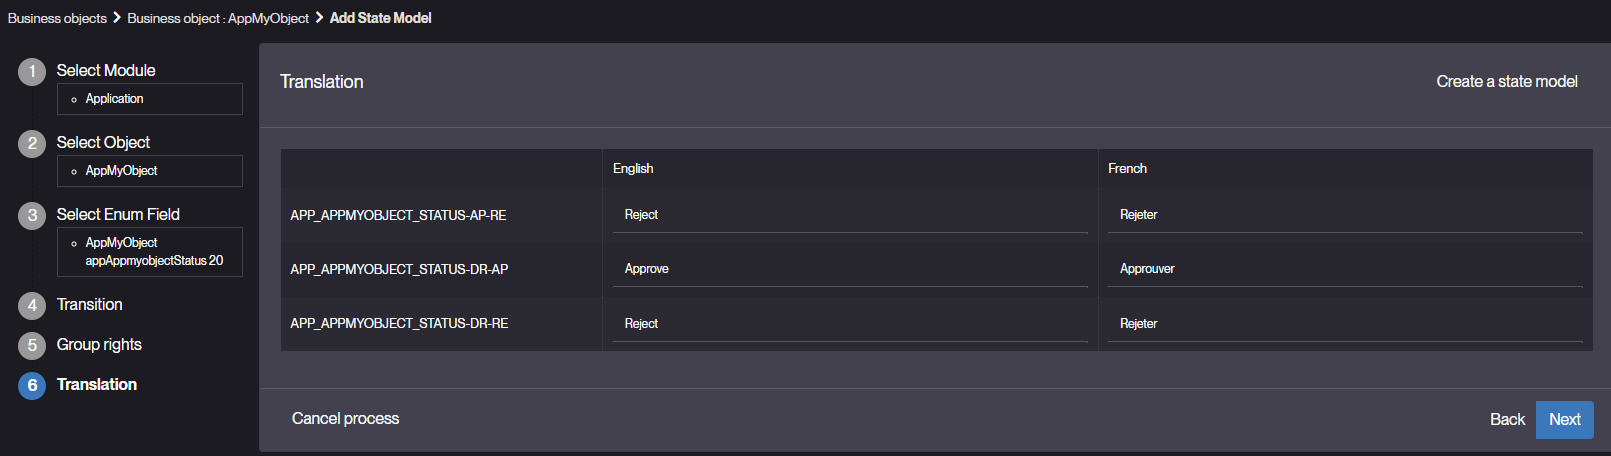 Business objects > Business object : AppMyObject > Add State Model
1 Select Module
Application
2 Select Object
AppMyObject
3 Select Enum Field
AppMyObject
appAppmyobjectStatus 20
4 Transition
5 Group rights
6 Translation
Translation Create a state model
English French
APP_APPMYOBJECT_STATUS-AP-RE Reject Rejeter
APP_APPMYOBJECT_STATUS-DR-AP Approve Approuver
APP_APPMYOBJECT_STATUS-DR-RE Reject Rejeter
Cancel process Back Next